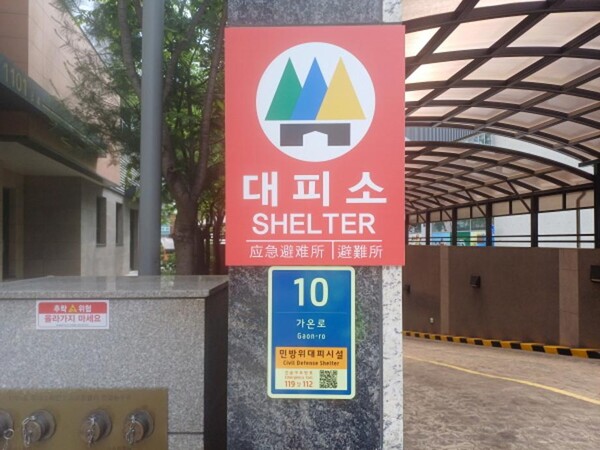 1101
대피소
SHELTER
应急避难所 | 避難所
10
가온로
Gaon-ro
민방위대피시설
Civil Defense Shelter
119 112
추락 위험
올라가지 마세요